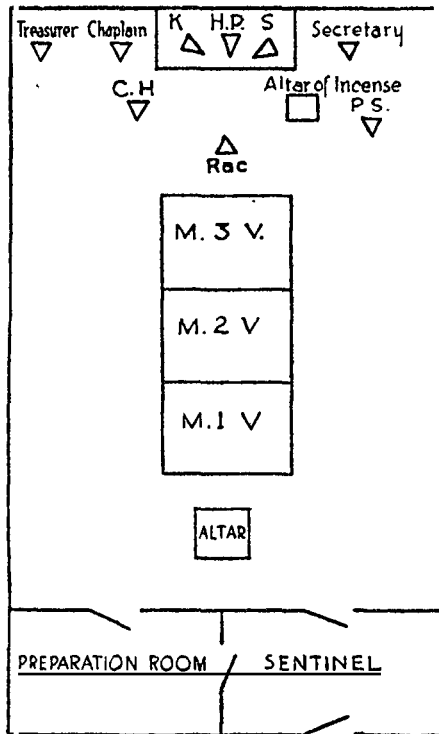 Treasurer Chaplain K H.P. S Secretary
C.H Altar of Incense
P S.
Rac
M. 3 V.
M. 2 V
M. 1 V
ALTAR
PREPARATION ROOM SENTINEL